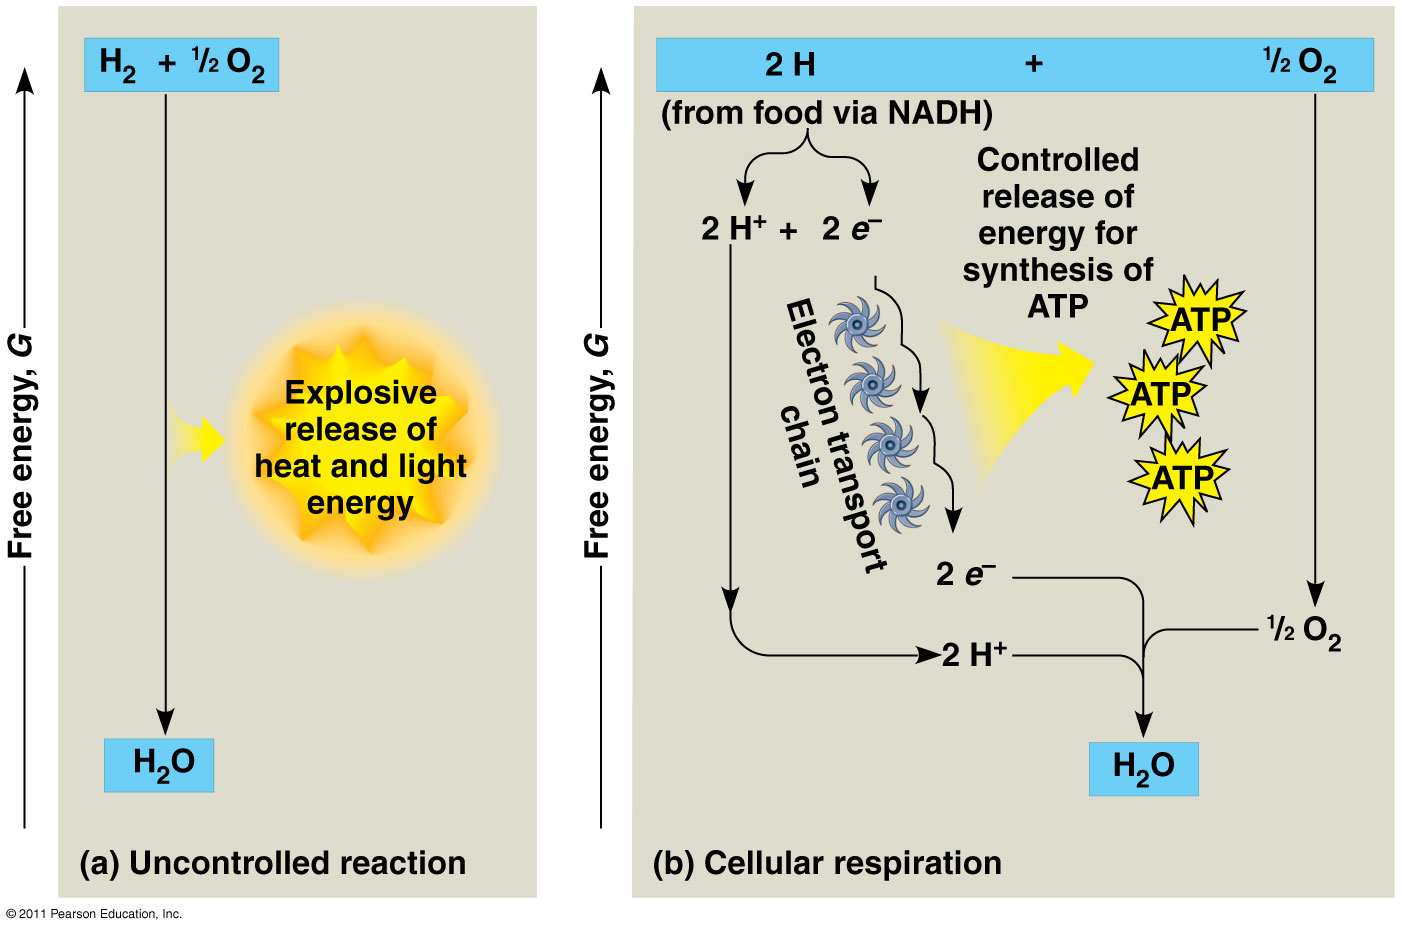 H2 + 1/2 O2
Free energy, G
Explosive
release of
heat and light
energy
H2O
(a) Uncontrolled reaction
2 H + 1/2 O2
(from food via NADH)
Free energy, G
2 H+ + 2 e–
Controlled
release of
energy for
synthesis of
ATP
Electron transport
chain
ATP
ATP
ATP
2 e–
1/2 O2
2 H+
H2O
(b) Cellular respiration
© 2011 Pearson Education, Inc.